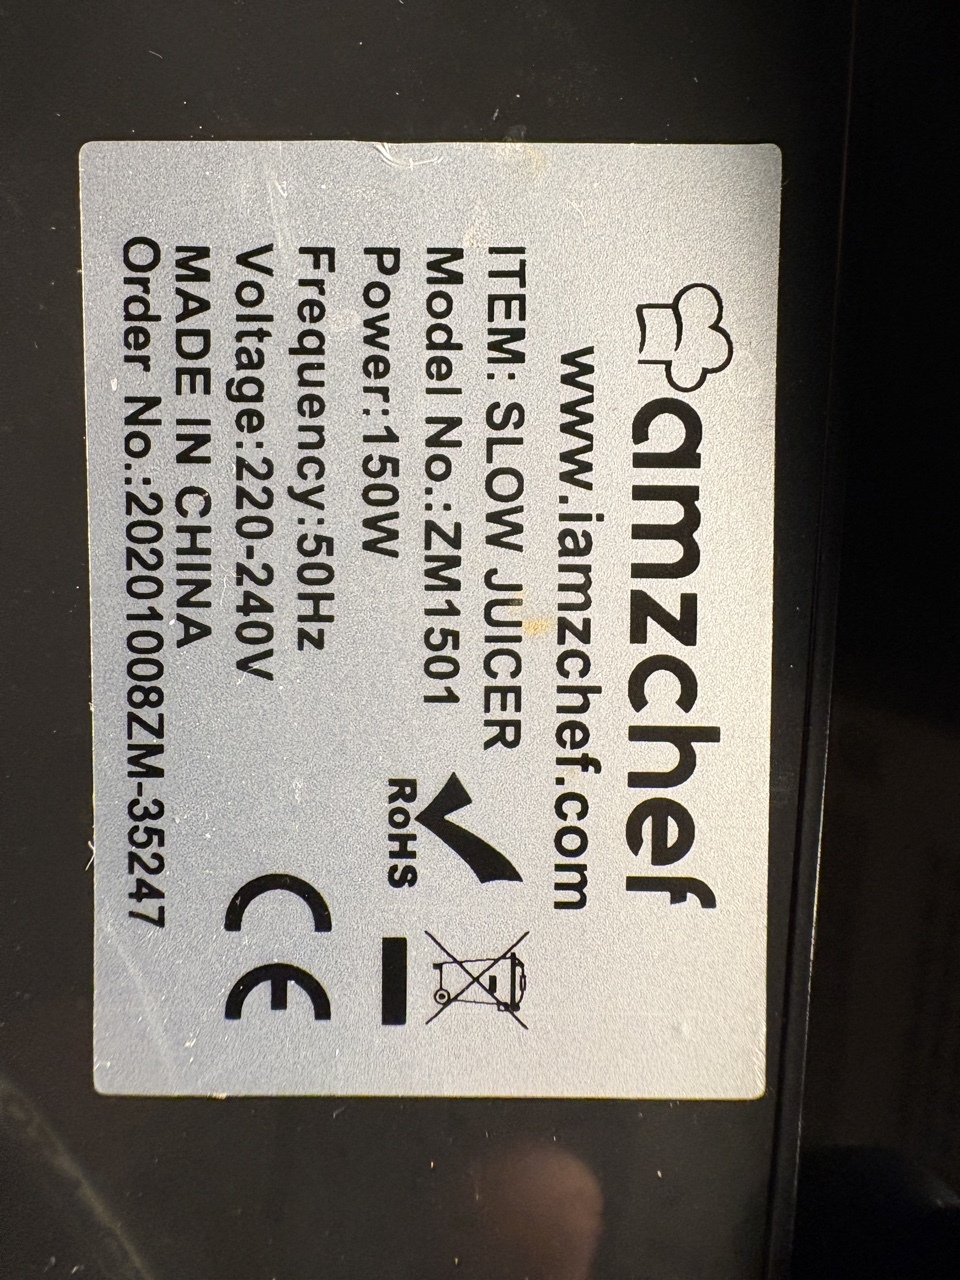 amzchef
www.iamzchef.com
ITEM: SLOW JUICER
Model No.:ZM1501
Power:150W
RoHS
Frequency:50Hz
Voltage:220-240V
CE
MADE IN CHINA
Order No.:20201008ZM-35247